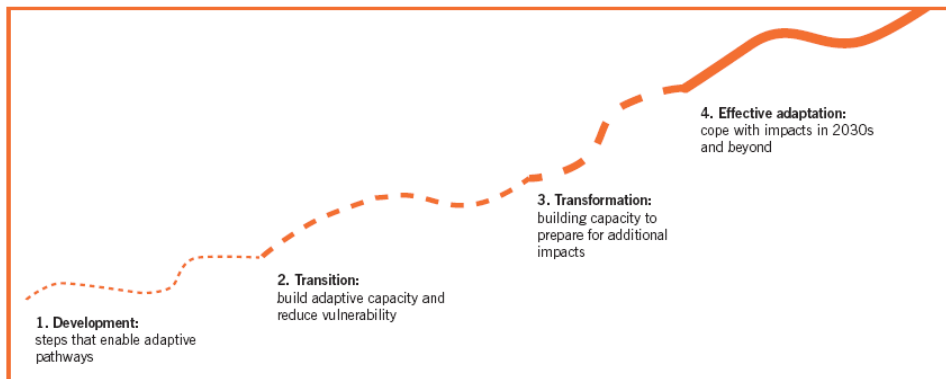 4. Effective adaptation:
cope with impacts in 2030s
and beyond
3. Transformation:
building capacity to
prepare for additional
impacts
2. Transition:
build adaptive capacity and
reduce vulnerability
1. Development:
steps that enable adaptive
pathways